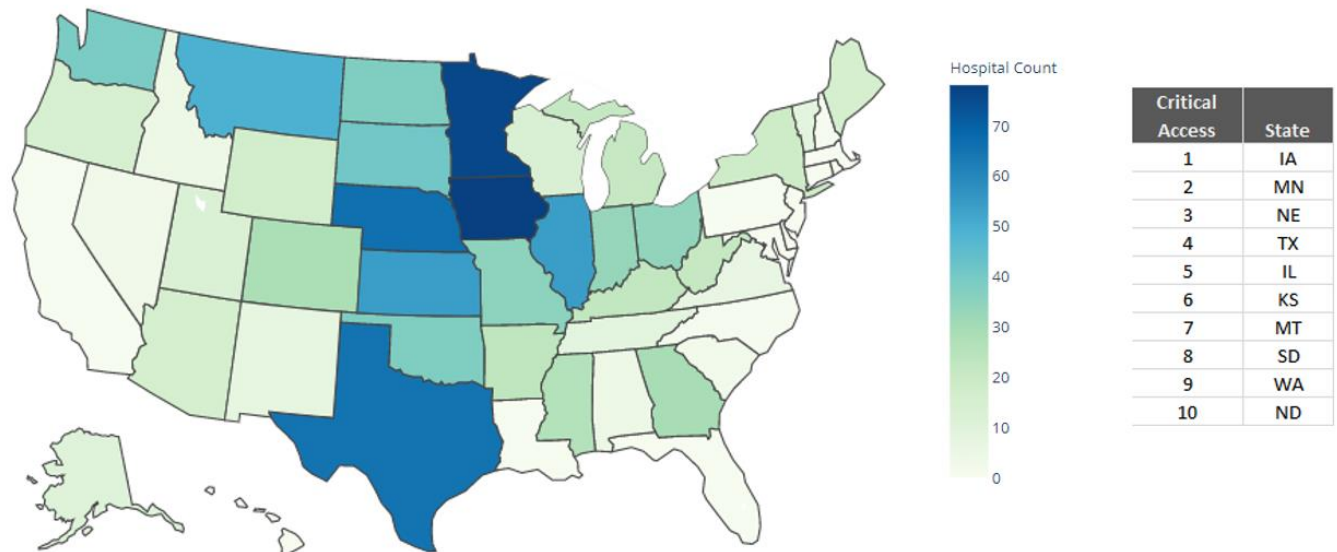 Hospital Count
70
60
50
40
30
20
10
0
Critical Access State
1 IA
2 MN
3 NE
4 TX
5 IL
6 KS
7 MT
8 SD
9 WA
10 ND